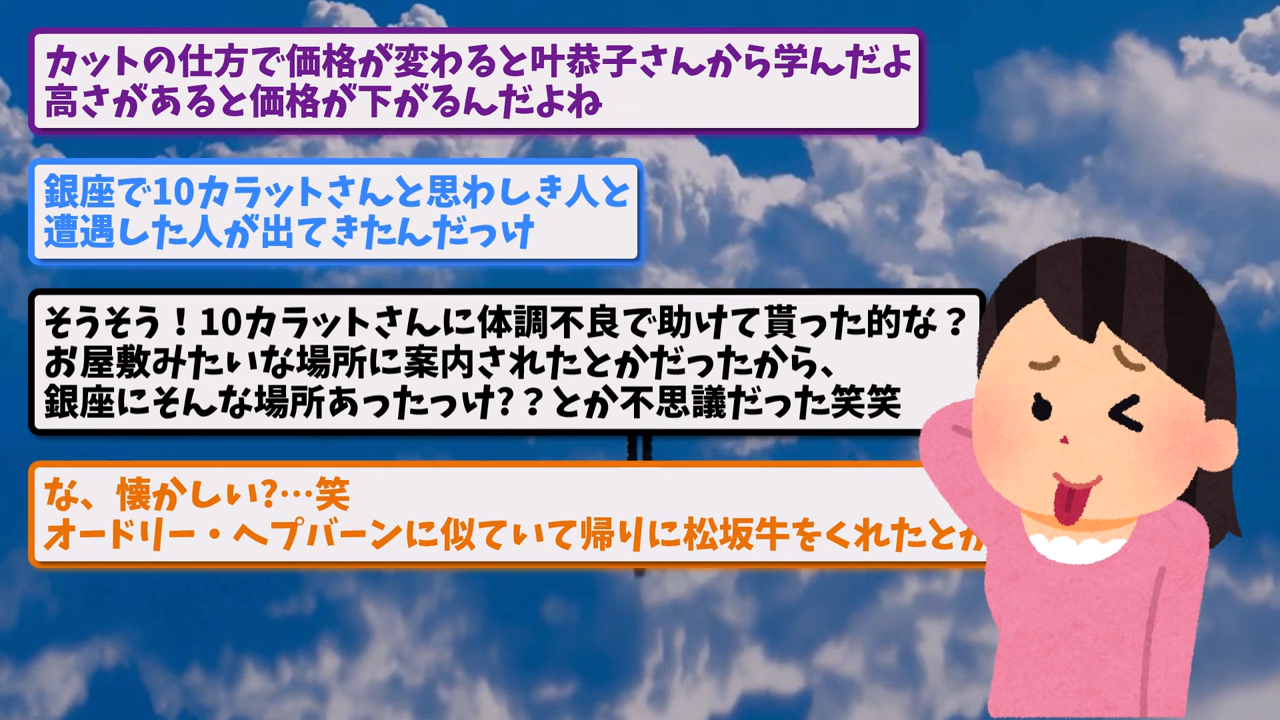 カットの仕方で価格が変わると叶恭子さんから学んだよ
高さがあると価格が下がるんだよね
銀座で10カラットさんと思わしき人と
遭遇した人が出てきたんだっけ
そうそう！10カラットさんに体調不良で助けて貰った的な？
お屋敷みたいな場所に案内されたとかだったから、
銀座にそんな場所あったっけ?？とか不思議だった笑笑
な、懐かしい?…笑
オードリー・ヘプバーンに似ていて帰りに松坂牛をくれたとか